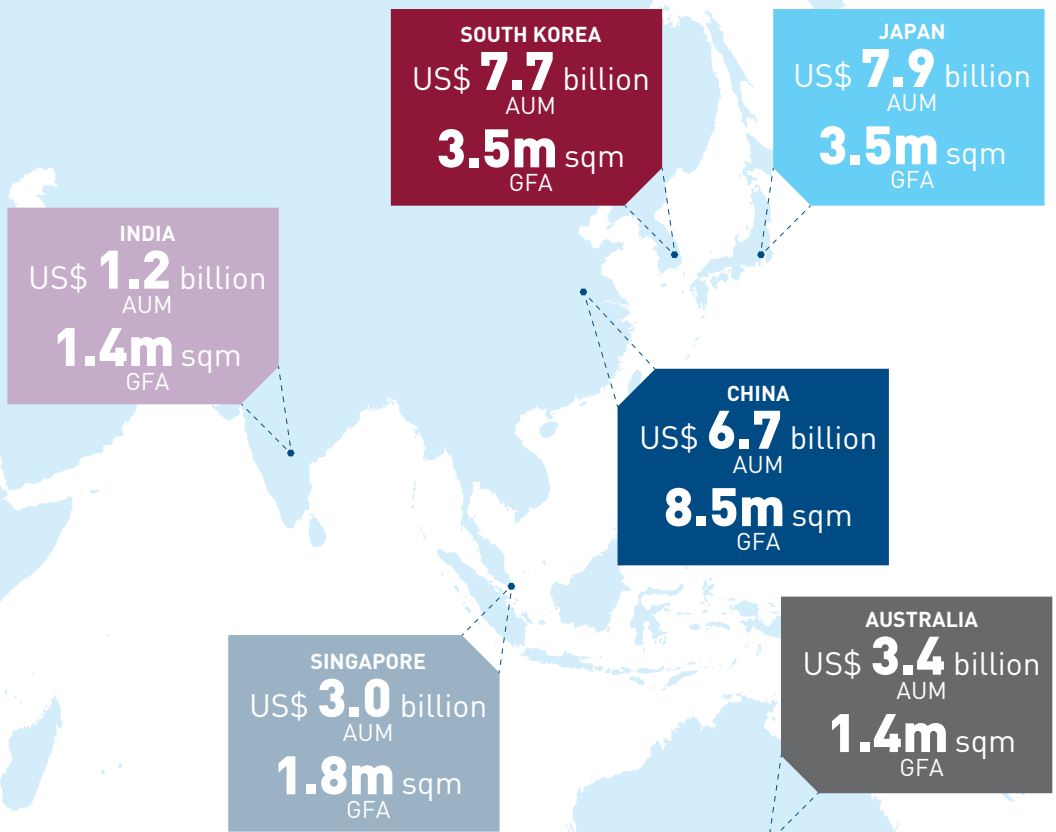 SOUTH KOREA
US$ 7.7 billion
AUM
3.5m sqm
GFA
JAPAN
US$ 7.9 billion
AUM
3.5m sqm
GFA
INDIA
US$ 1.2 billion
AUM
1.4m sqm
GFA
CHINA
US$ 6.7 billion
AUM
8.5m sqm
GFA
SINGAPORE
US$ 3.0 billion
AUM
1.8m sqm
GFA
AUSTRALIA
US$ 3.4 billion
AUM
1.4m sqm
GFA